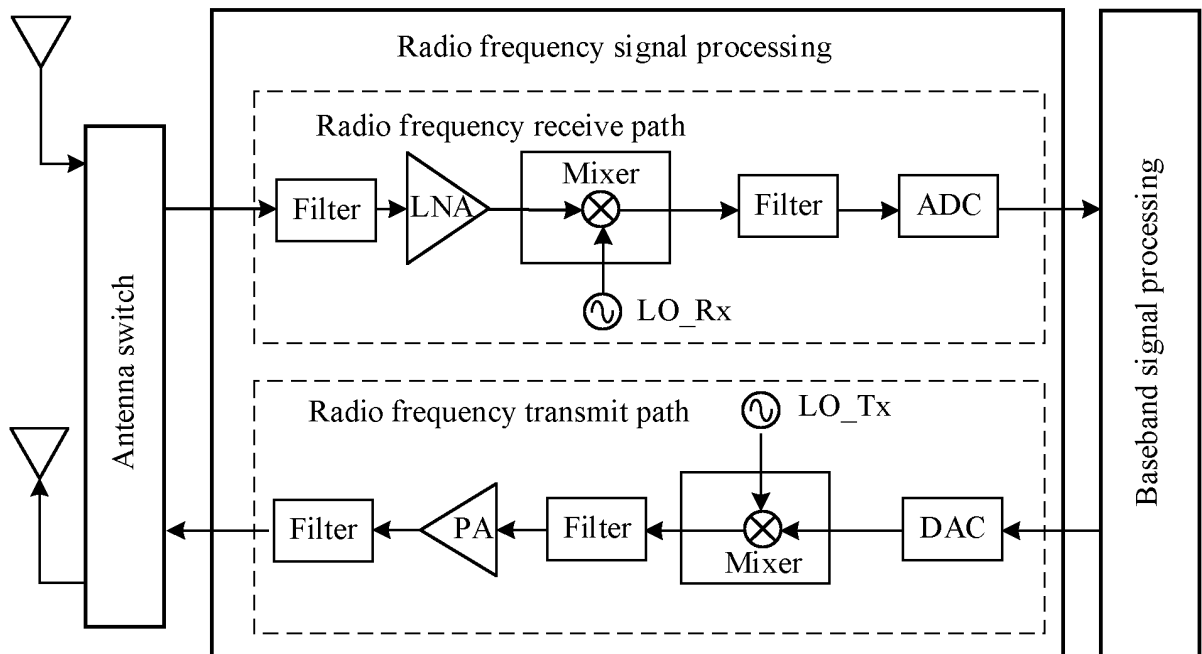 Radio frequency signal processing
Radio frequency receive path
Filter
LNA
Mixer
Filter
ADC
LO_Rx
Antenna switch
Baseband signal processing
Radio frequency transmit path
LO_Tx
Filter
PA
Filter
Mixer
DAC